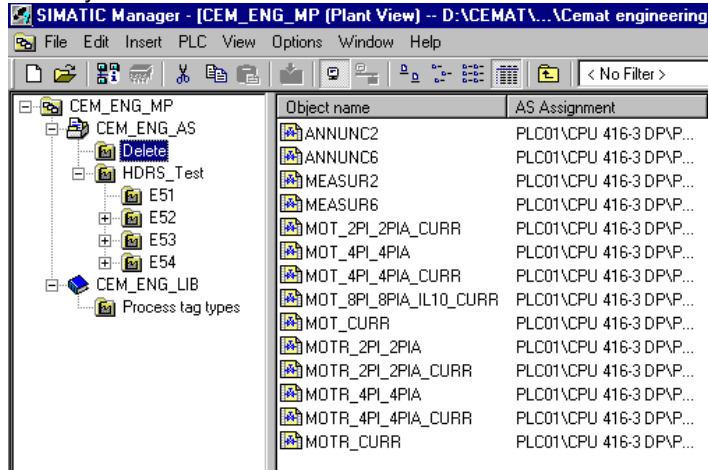 SIMATIC Manager - [CEM_ENG_MP (Plant View) -- D:\CEMAT\...\Cemat engineering
File Edit Insert PLC View Options Window Help
< No Filter >
CEM_ENG_MP
CEM_ENG_AS
Delete
HDRS_Test
E51
E52
E53
E54
CEM_ENG_LIB
Process tag types
Object name AS Assignment
ANNUNC2 PLC01\CPU 416-3 DP\P...
ANNUNC6 PLC01\CPU 416-3 DP\P...
MEASUR2 PLC01\CPU 416-3 DP\P...
MEASUR6 PLC01\CPU 416-3 DP\P...
MOT_2PI_2PIA_CURR PLC01\CPU 416-3 DP\P...
MOT_4PI_4PIA PLC01\CPU 416-3 DP\P...
MOT_4PI_4PIA_CURR PLC01\CPU 416-3 DP\P...
MOT_8PI_8PIA_IL10_CURR PLC01\CPU 416-3 DP\P...
MOT_CURR PLC01\CPU 416-3 DP\P...
MOTR_2PI_2PIA PLC01\CPU 416-3 DP\P...
MOTR_2PI_2PIA_CURR PLC01\CPU 416-3 DP\P...
MOTR_4PI_4PIA PLC01\CPU 416-3 DP\P...
MOTR_4PI_4PIA_CURR PLC01\CPU 416-3 DP\P...
MOTR_CURR PLC01\CPU 416-3 DP\P...